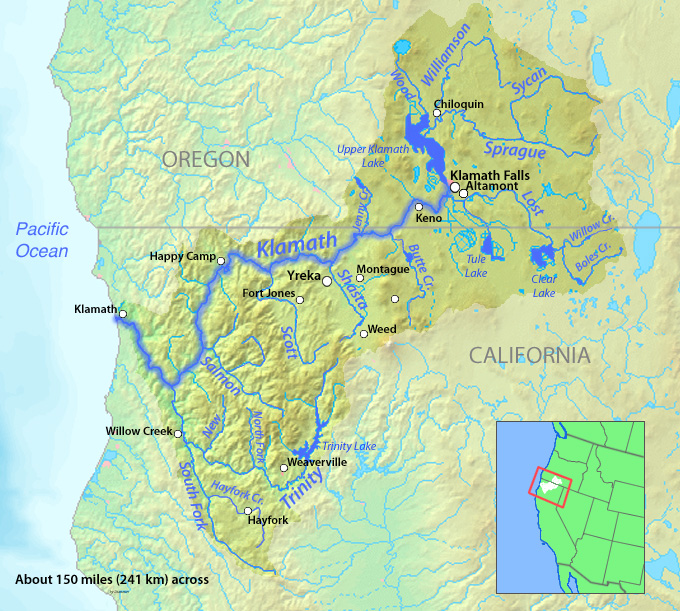 Williamson
Wood
Sycan
Chiloquin
Upper Klamath
Lake
Sprague
OREGON
Klamath Falls
Altamont
Lost
Jenny Cr.
Keno
Willow Cr.
Boles Cr.
Pacific
Ocean
Klamath
Happy Camp
Butte Cr.
Tule
Lake
Clear
Lake
Yreka
Shasta
Montague
Fort Jones
Klamath
Scott
Weed
CALIFORNIA
Salmon
New
North Fork
Willow Creek
Trinity Lake
Weaverville
South Fork
Hayfork Cr.
Trinity
Hayfork
About 150 miles (241 km) across